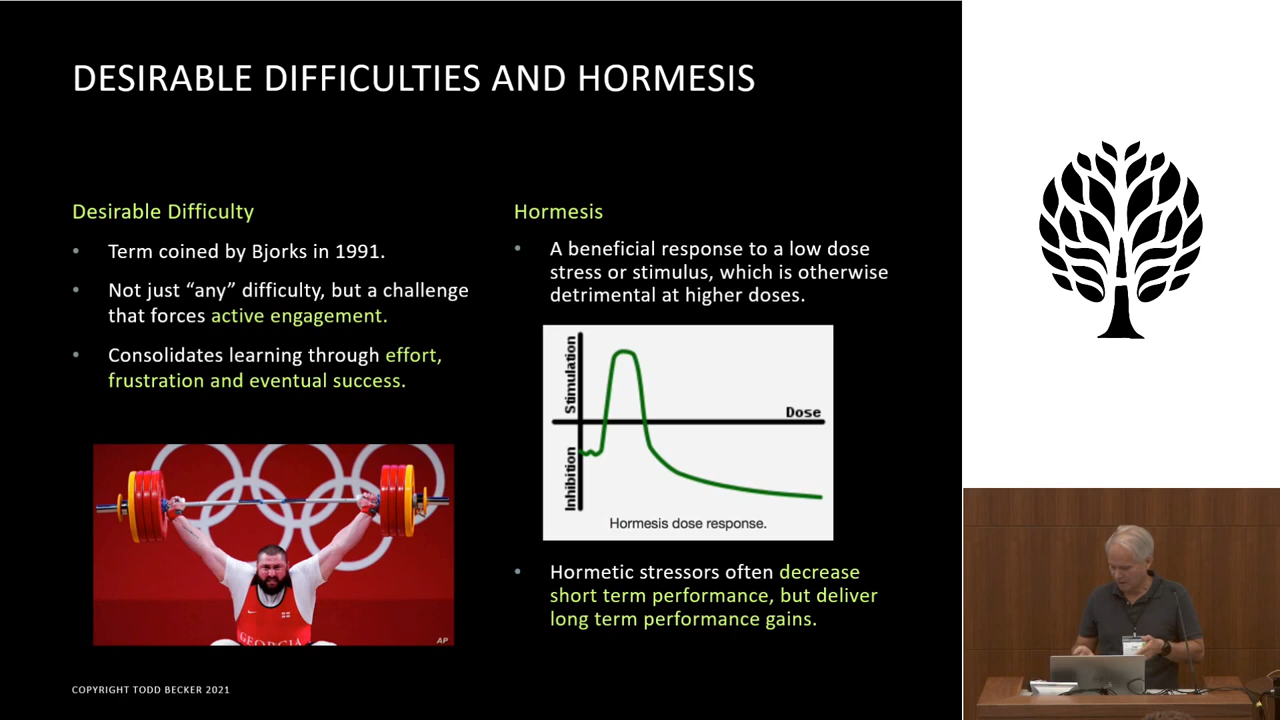 DESIRABLE DIFFICULTIES AND HORMESIS
Desirable Difficulty
• Term coined by Bjorks in 1991.
• Not just “any” difficulty, but a challenge
that forces active engagement.
• Consolidates learning through effort,
frustration and eventual success.
GEORGIA
AP
Hormesis
• A beneficial response to a low dose
stress or stimulus, which is otherwise
detrimental at higher doses.
Stimulation
Dose
Inhibition
Hormesis dose response.
• Hormetic stressors often decrease
short term performance, but deliver
long term performance gains.
COPYRIGHT TODD BECKER 2021